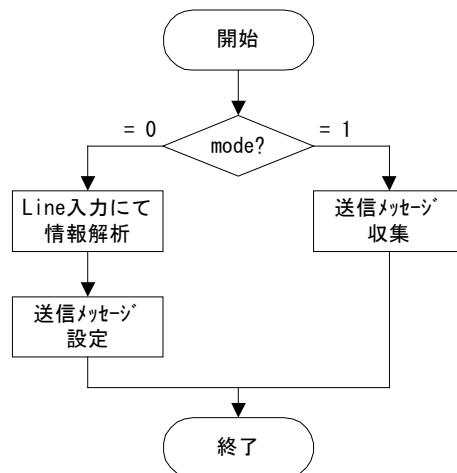 開始
= 0
mode?
= 1
Line入力にて
情報解析
送信ﾒｯｾｰｼﾞ
収集
送信ﾒｯｾｰｼﾞ
設定
終了